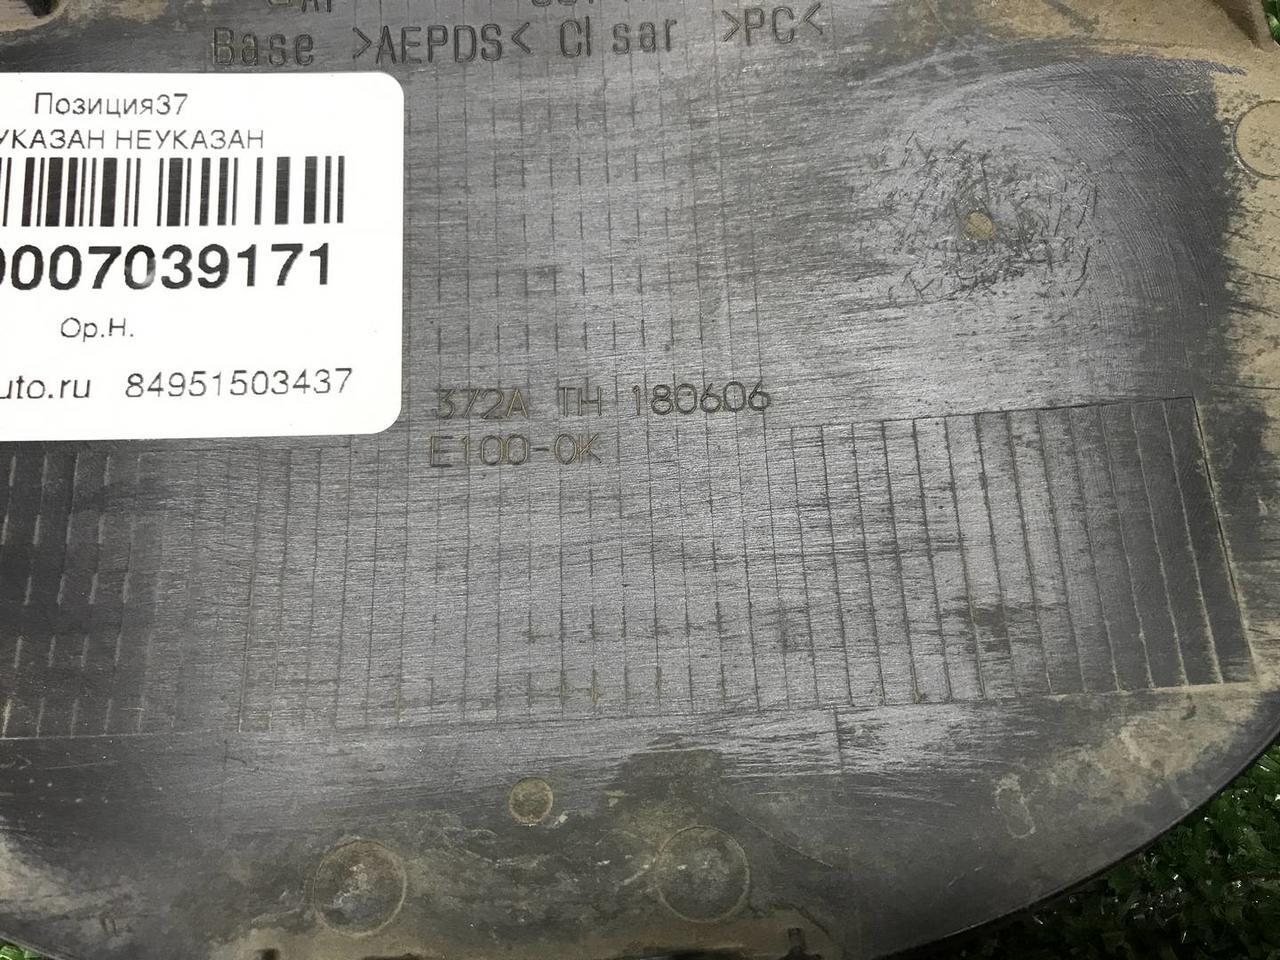 Base >AEPDS< Cl sar >PC<
Позиция37
УКАЗАН НЕУКАЗАН
0007039171
Ор.Н.
uto.ru 84951503437
372A TH 180606
E100-0K